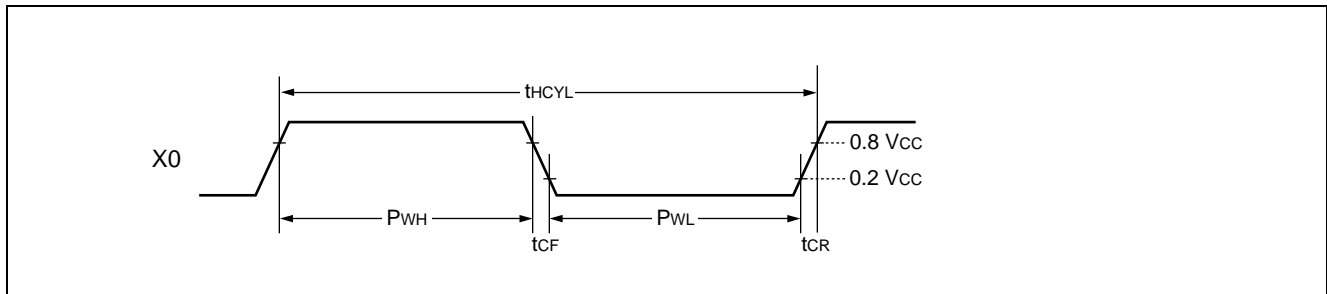 tHCYL
X0
0.8 VCC
0.2 VCC
PWH
PWL
tCF
tCR